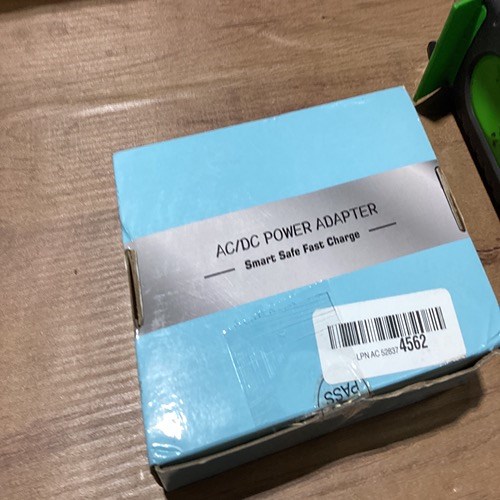 AC/DC POWER ADAPTER
Smart Safe Fast Charge
LPN AC 52837 4562
PASS